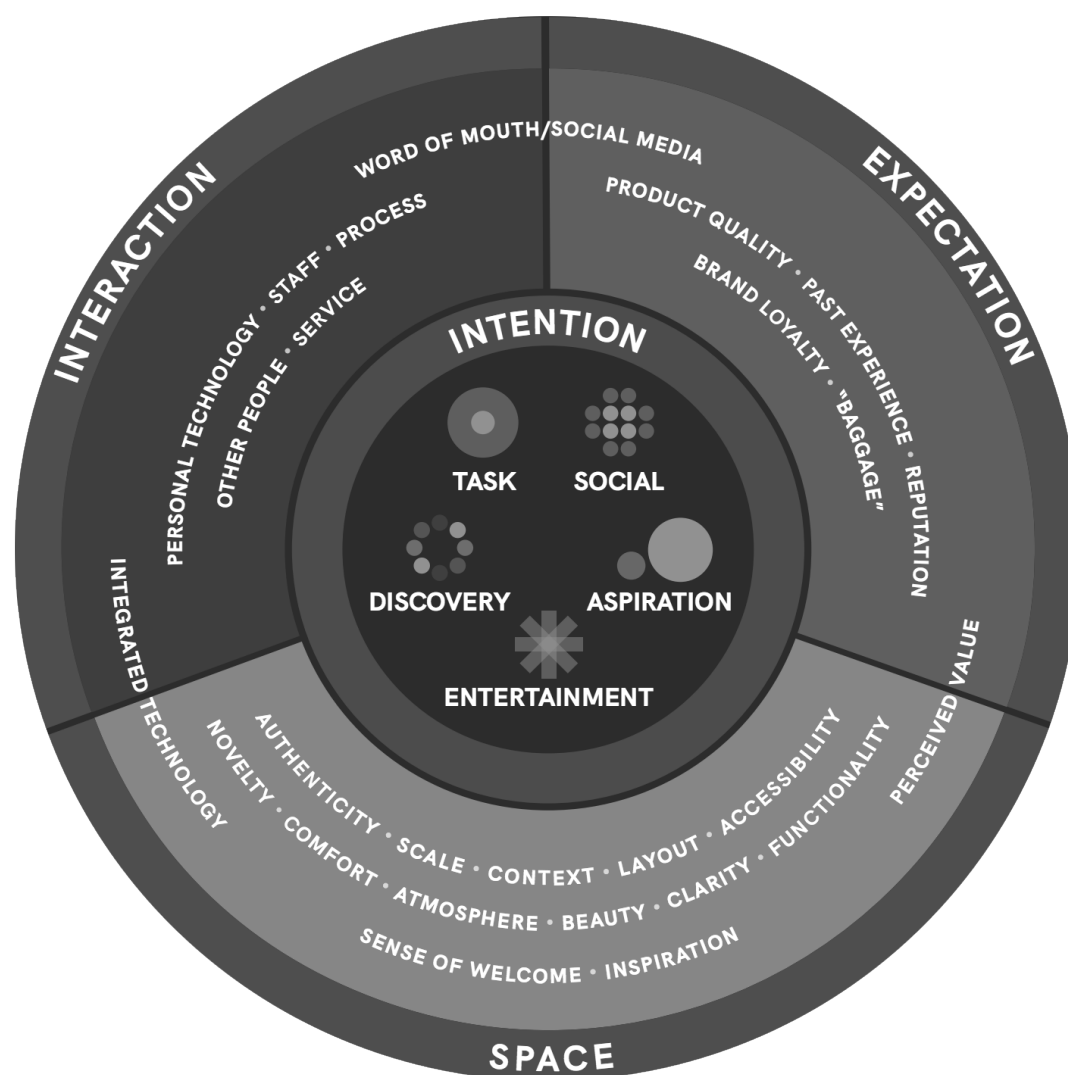 INTERACTION
EXPECTATION
WORD OF MOUTH/SOCIAL MEDIA
PERSONAL TECHNOLOGY • STAFF • PROCESS
OTHER PEOPLE • SERVICE
PRODUCT QUALITY • PAST EXPERIENCE • REPUTATION
BRAND LOYALTY • "BAGGAGE"
INTENTION
TASK
SOCIAL
DISCOVERY
ASPIRATION
ENTERTAINMENT
INTEGRATED TECHNOLOGY
PERCEIVED VALUE
AUTHENTICITY • SCALE • CONTEXT • LAYOUT • ACCESSIBILITY
NOVELTY • COMFORT • ATMOSPHERE • BEAUTY • CLARITY • FUNCTIONALITY
SENSE OF WELCOME • INSPIRATION
SPACE